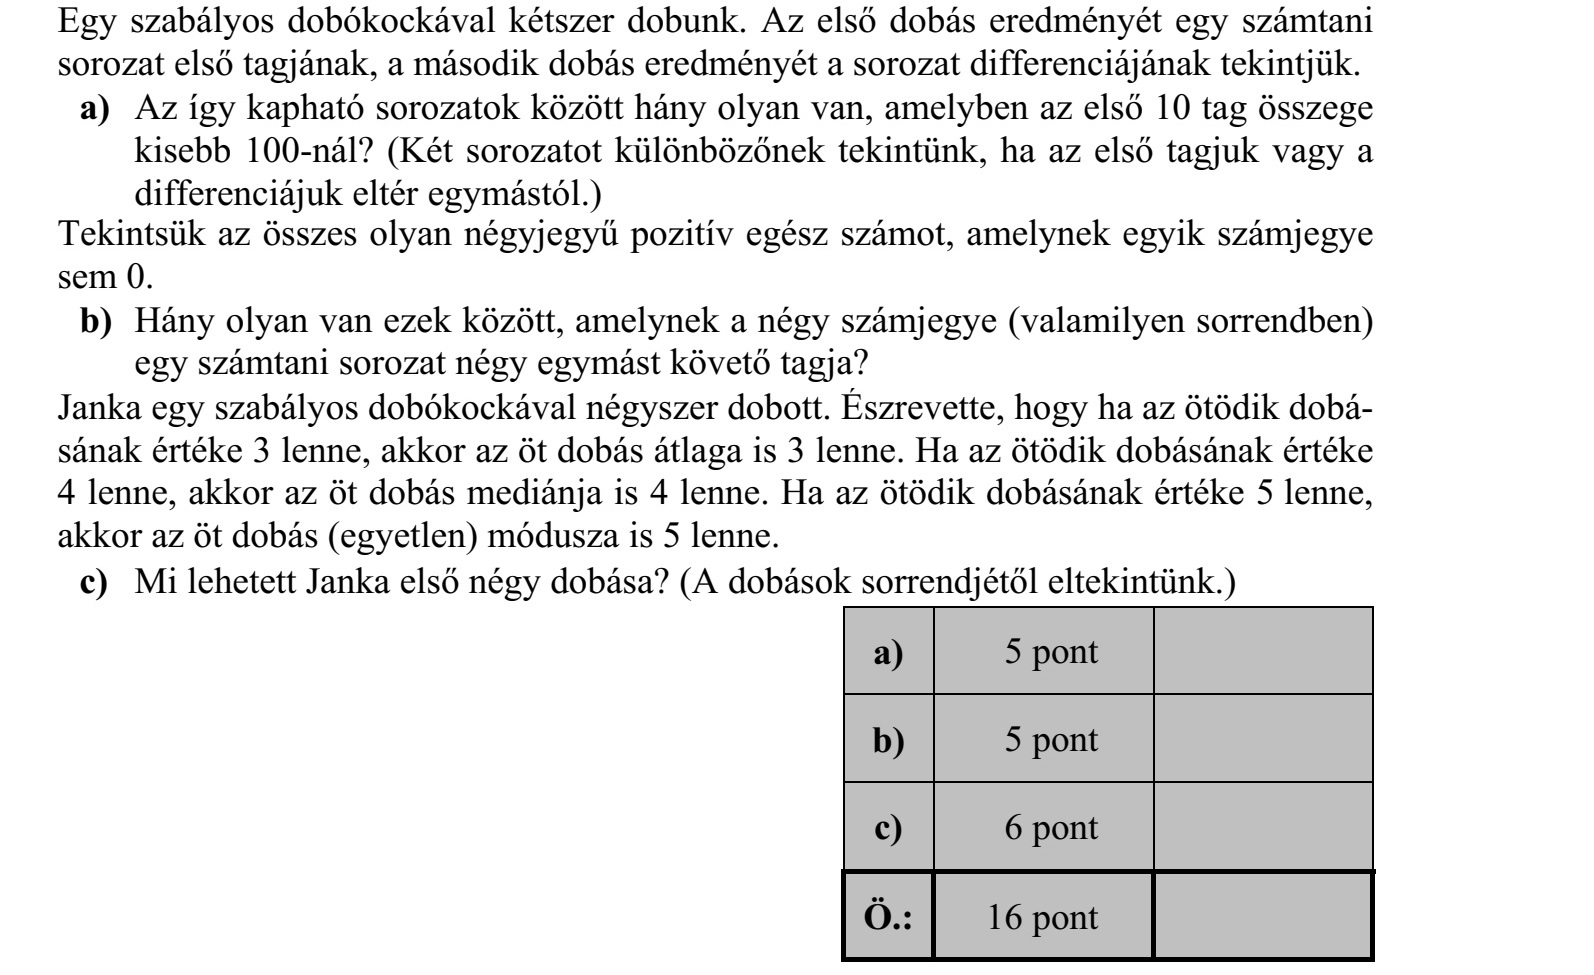 Egy szabályos dobókockával kétszer dobunk. Az első dobás eredményét egy számtani
sorozat első tagjának, a második dobás eredményét a sorozat differenciájának tekintjük.
a) Az így kapható sorozatok között hány olyan van, amelyben az első 10 tag összege
kisebb 100-nál? (Két sorozatot különbözőnek tekintünk, ha az első tagjuk vagy a
differenciájuk eltér egymástól.)
Tekintsük az összes olyan négyjegyű pozitív egész számot, amelynek egyik számjegye
sem 0.
b) Hány olyan van ezek között, amelynek a négy számjegye (valamilyen sorrendben)
egy számtani sorozat négy egymást követő tagja?
Janka egy szabályos dobókockával négyszer dobott. Észrevette, hogy ha az ötödik dobá-
sának értéke 3 lenne, akkor az öt dobás átlaga is 3 lenne. Ha az ötödik dobásának értéke
4 lenne, akkor az öt dobás mediánja is 4 lenne. Ha az ötödik dobásának értéke 5 lenne,
akkor az öt dobás (egyetlen) módusza is 5 lenne.
c) Mi lehetett Janka első négy dobása? (A dobások sorrendjétől eltekintünk.)
a) 5 pont
b) 5 pont
c) 6 pont
Ö.: 16 pont